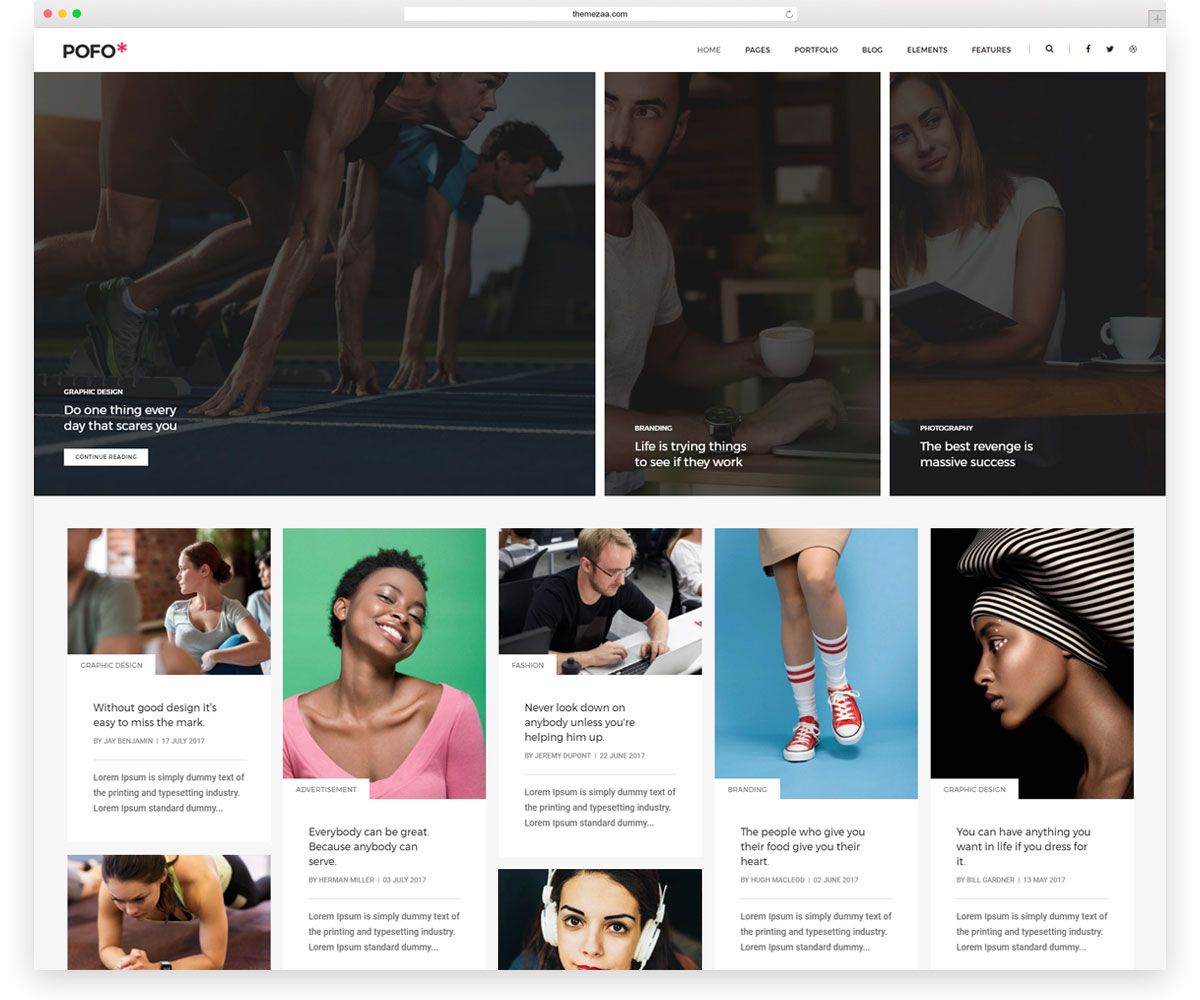 themezaa.com
POFO*
HOME PAGES PORTFOLIO BLOG ELEMENTS FEATURES
GRAPHIC DESIGN
Do one thing every
day that scares you
CONTINUE READING
BRANDING
Life is trying things
to see if they work
PHOTOGRAPHY
The best revenge is
massive success
GRAPHIC DESIGN
Without good design it's
easy to miss the mark.
BY JAY BENJAMIN | 17 JULY 2017
Lorem Ipsum is simply dummy text of
the printing and typesetting industry.
Lorem Ipsum standard dummy...
ADVERTISEMENT
Everybody can be great.
Because anybody can
serve.
BY HERMAN MILLER | 03 JULY 2017
Lorem Ipsum is simply dummy text of
the printing and typesetting industry.
Lorem Ipsum standard dummy...
FASHION
Never look down on
anybody unless you're
helping him up.
BY JEREMY DUPONT | 22 JUNE 2017
Lorem Ipsum is simply dummy text of
the printing and typesetting industry.
Lorem Ipsum standard dummy...
BRANDING
The people who give you
their food give you their
heart.
BY HUGH MACLEOD | 02 JUNE 2017
Lorem Ipsum is simply dummy text of
the printing and typesetting industry.
Lorem Ipsum standard dummy...
GRAPHIC DESIGN
You can have anything you
want in life if you dress for
it.
BY BILL GARDNER | 13 MAY 2017
Lorem Ipsum is simply dummy text of
the printing and typesetting industry.
Lorem Ipsum standard dummy...